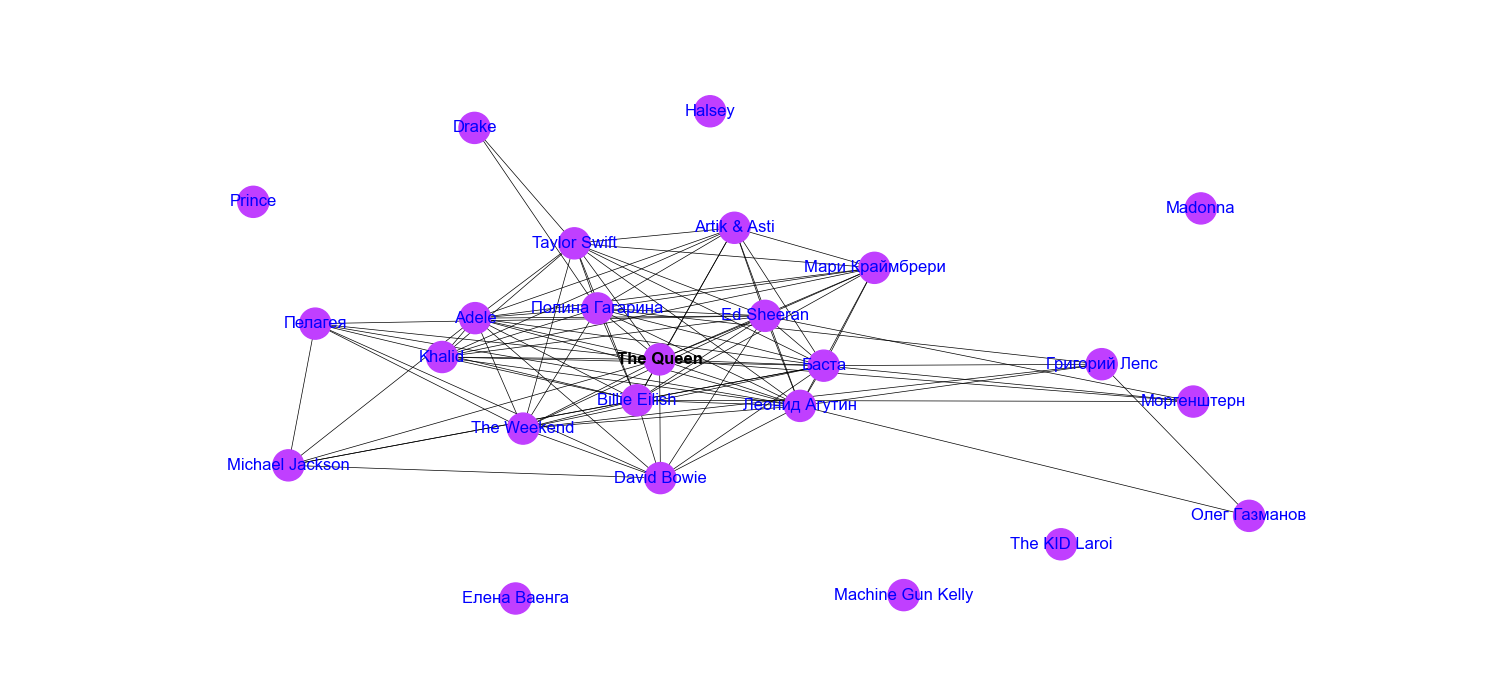 Halsey
Drake
Prince
Madonna
Artik & Asti
Taylor Swift
Мари Краймбрери
Полина Гагарина
Ed Sheeran
Adele
Пелагея
Khalid
The Queen
Баста
Григорий Лепс
Billie Eilish
Моргенштерн
Леонид Агутин
The Weekend
Michael Jackson
David Bowie
Олег Газманов
The KID Laroi
Machine Gun Kelly
Елена Ваенга